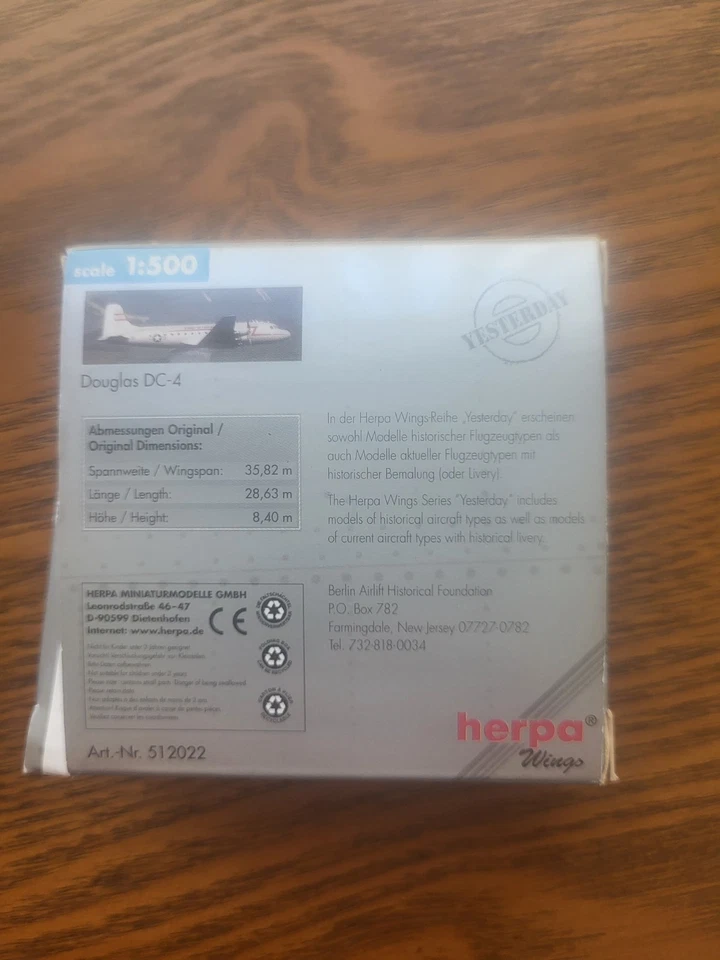 scale 1:500
YESTERDAY
Douglas DC-4
Abmessungen Original /
Original Dimensions:
Spannweite / Wingspan: 35,82 m
Länge / Length: 28,63 m
Höhe / Height: 8,40 m
In der Herpa Wings-Reihe „Yesterday" erscheinen
sowohl Modelle historischer Flugzeugtypen als
auch Modelle aktueller Flugzeugtypen mit
historischer Bemalung (oder Livery).
The Herpa Wings Series "Yesterday" includes
models of historical aircraft types as well as models
of current aircraft types with historical livery.
HERPA MINIATURMODELLE GMBH
Leonrodstraße 46-47
D-90599 Dietenhofen
Internet: www.herpa.de
CE
Berlin Airlift Historical Foundation
P.O. Box 782
Farmingdale, New Jersey 07727-0782
Tel. 732-818-0034
Art.-Nr. 512022
herpa®
Wings